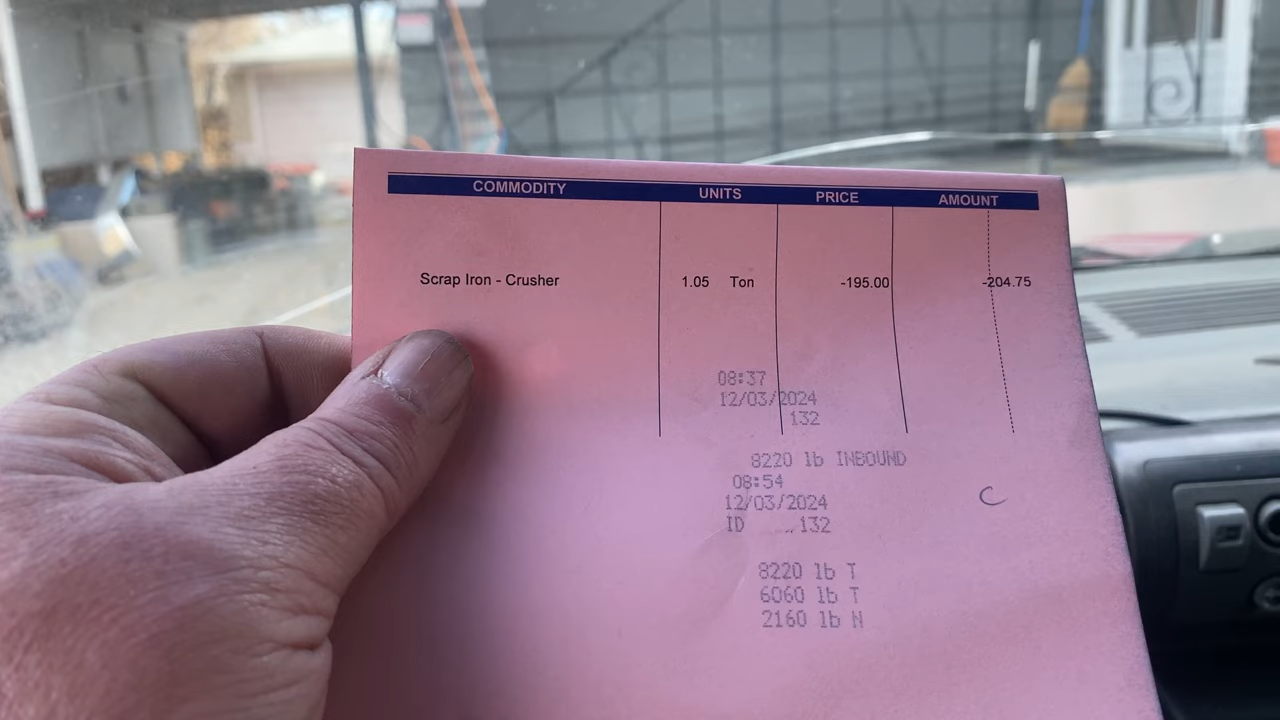 COMMODITY UNITS PRICE AMOUNT
Scrap Iron - Crusher 1.05 Ton -195.00 -204.75
08:37
12/03/2024
132
8220 lb INBOUND
08:54
12/03/2024
ID 132
C
8220 lb T
6060 lb T
2160 lb N